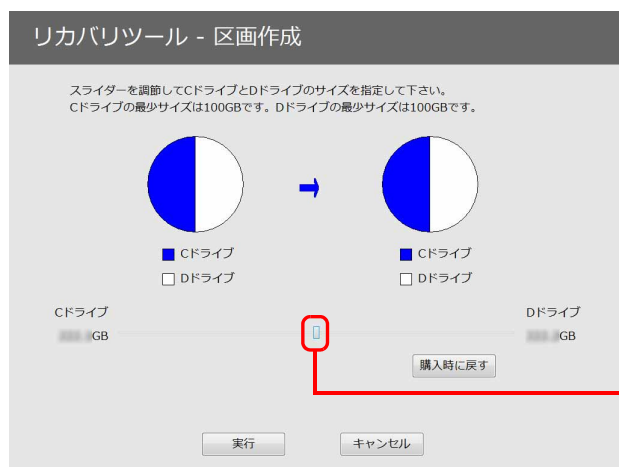 リカバリツール - 区画作成
スライダーを調節してCドライブとDドライブのサイズを指定して下さい。
Cドライブの最少サイズは100GBです。Dドライブの最少サイズは100GBです。
Cドライブ
Dドライブ
Cドライブ
Dドライブ
Cドライブ
GB
Dドライブ
GB
購入時に戻す
実行
キャンセル